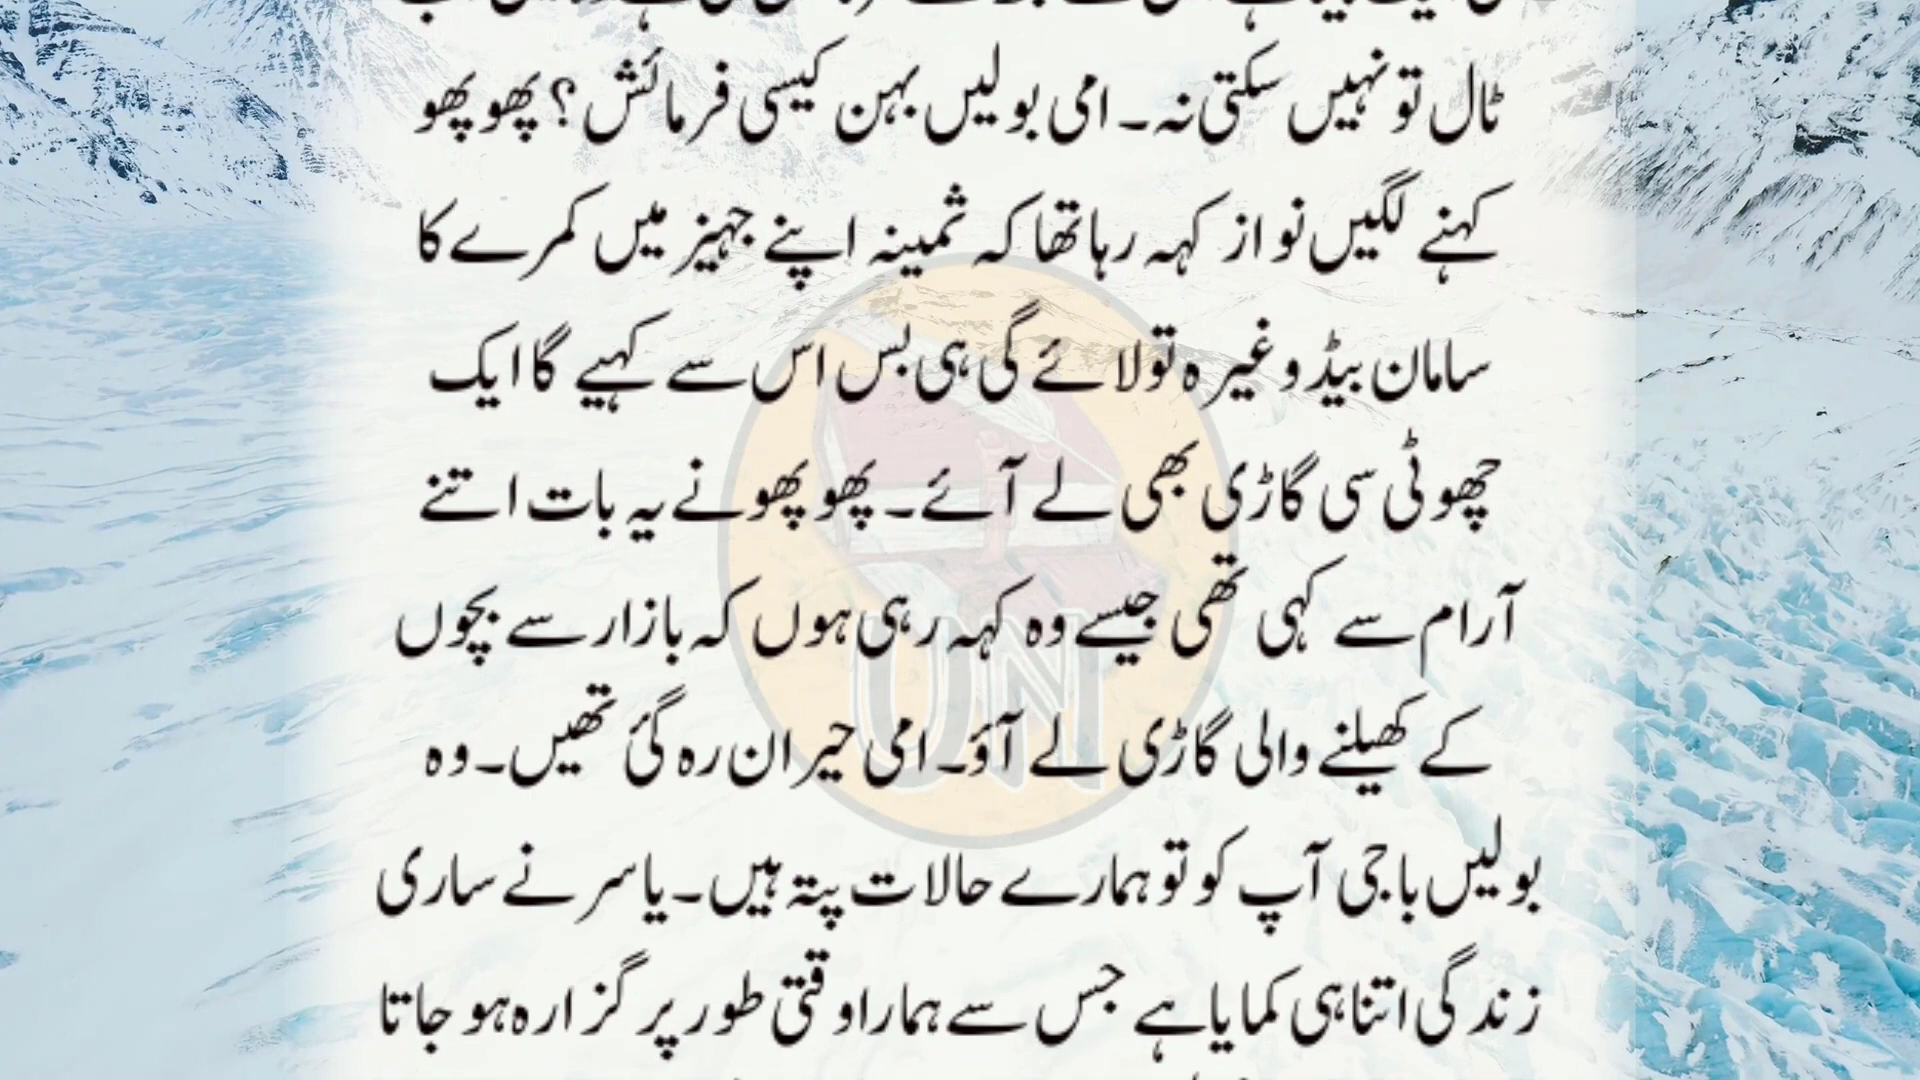 ٹال تو نہیں سکتی نہ۔ امی بولیں بہن کیسی فرمائش؟ پھوپھو
کہنے لگیں نواز کہہ رہا تھا کہ ثمینہ اپنے جہیز میں کمرے کا
سامان بیڈ وغیرہ تو لائے گی ہی بس اس سے کہیے گا ایک
چھوٹی سی گاڑی بھی لے آئے۔ پھوپھو نے یہ بات اتنے
آرام سے کہی تھی جیسے وہ کہہ رہی ہوں کہ بازار سے بچوں
کے کھیلنے والی گاڑی لے آؤ۔ امی حیران رہ گئی تھیں۔ وہ
بولیں باجی آپ کو تو ہمارے حالات پتہ ہیں۔ یاسر نے ساری
زندگی اتنا ہی کمایا ہے جس سے ہمارا وقتی طور پر گزارہ ہو جاتا
UN